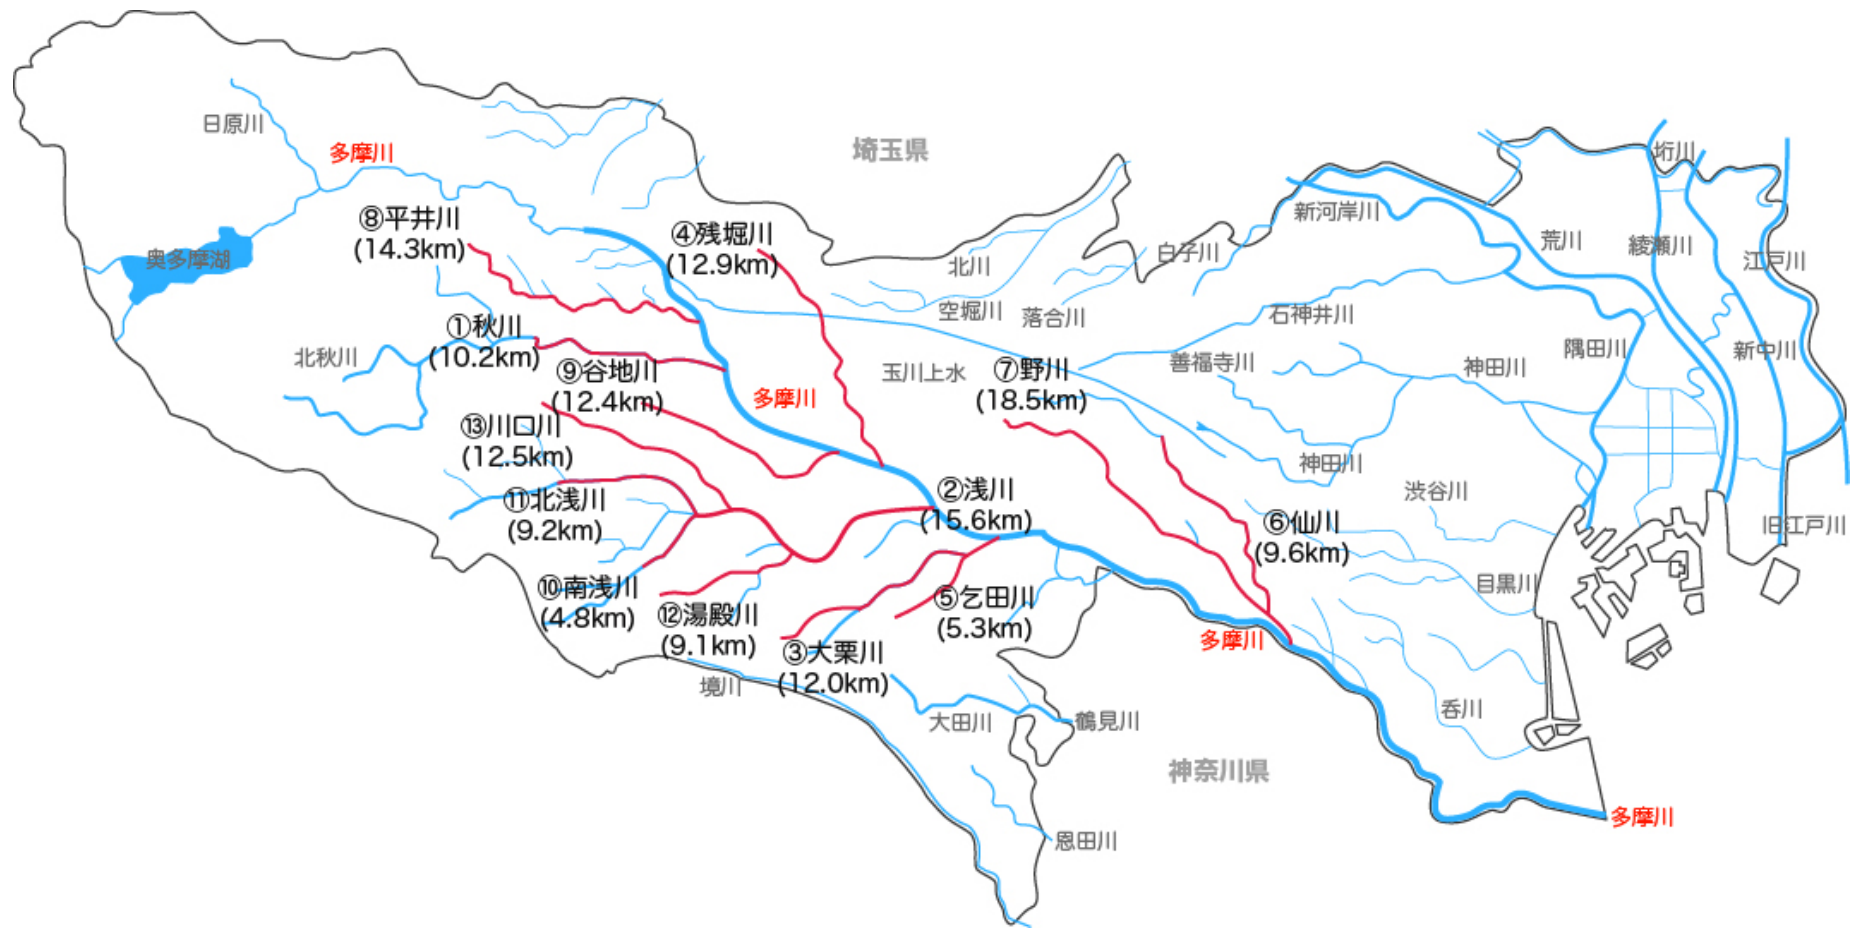 日原川
多摩川
埼玉県
圬川
⑧平井川
(14.3km)
④残堀川
(12.9km)
新河岸川
荒川
綾瀬川
江戸川
奥多摩湖
北川
白子川
空堀川
落合川
石神井川
①秋川
(10.2km)
北秋川
⑨谷地川
(12.4km)
多摩川
玉川上水
⑦野川
(18.5km)
善福寺川
神田川
隅田川
新中川
⑬川口川
(12.5km)
神田川
渋谷川
⑪北浅川
(9.2km)
②浅川
(15.6km)
⑥仙川
(9.6km)
旧江戸川
⑩南浅川
(4.8km)
⑫湯殿川
(9.1km)
⑤乞田川
(5.3km)
目黒川
③大栗川
(12.0km)
多摩川
境川
大田川
鶴見川
呑川
神奈川県
多摩川
恩田川